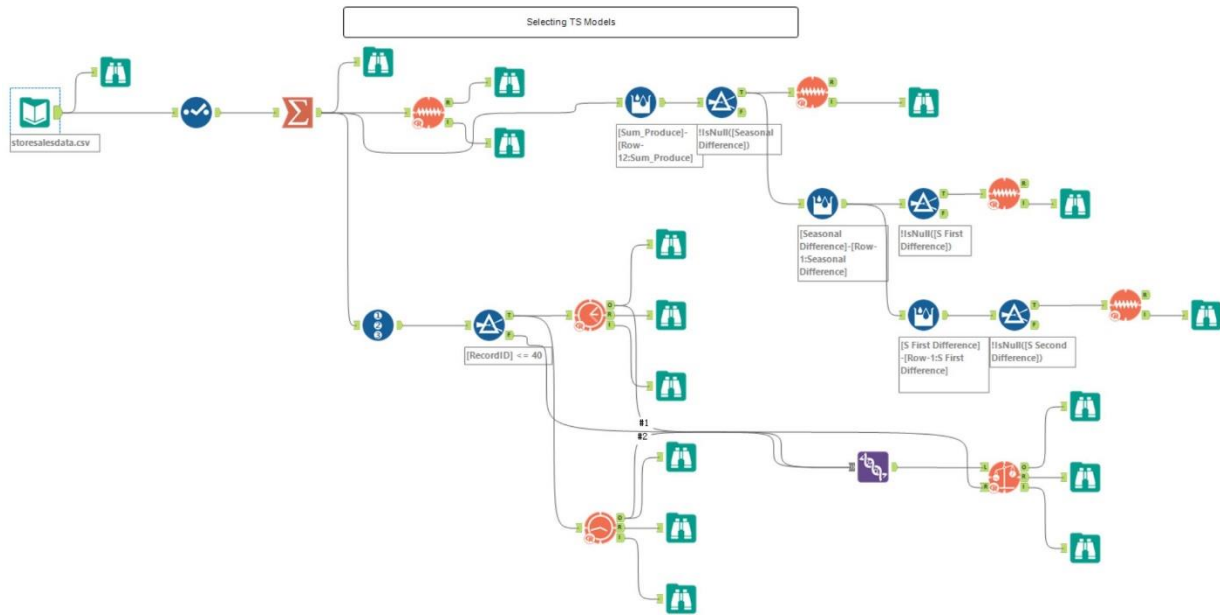 Selecting TS Models
storesalesdata.csv
[Sum_Produce]-
[Row-
12:Sum_Produce]
!IsNull([Seasonal
Difference])
[Seasonal
Difference]-[Row-
1:Seasonal
Difference]
!IsNull([S First
Difference])
[S First Difference]
-[Row-1:S First
Difference]
!IsNull([S Second
Difference])
[RecordID] <= 40
#1
#2